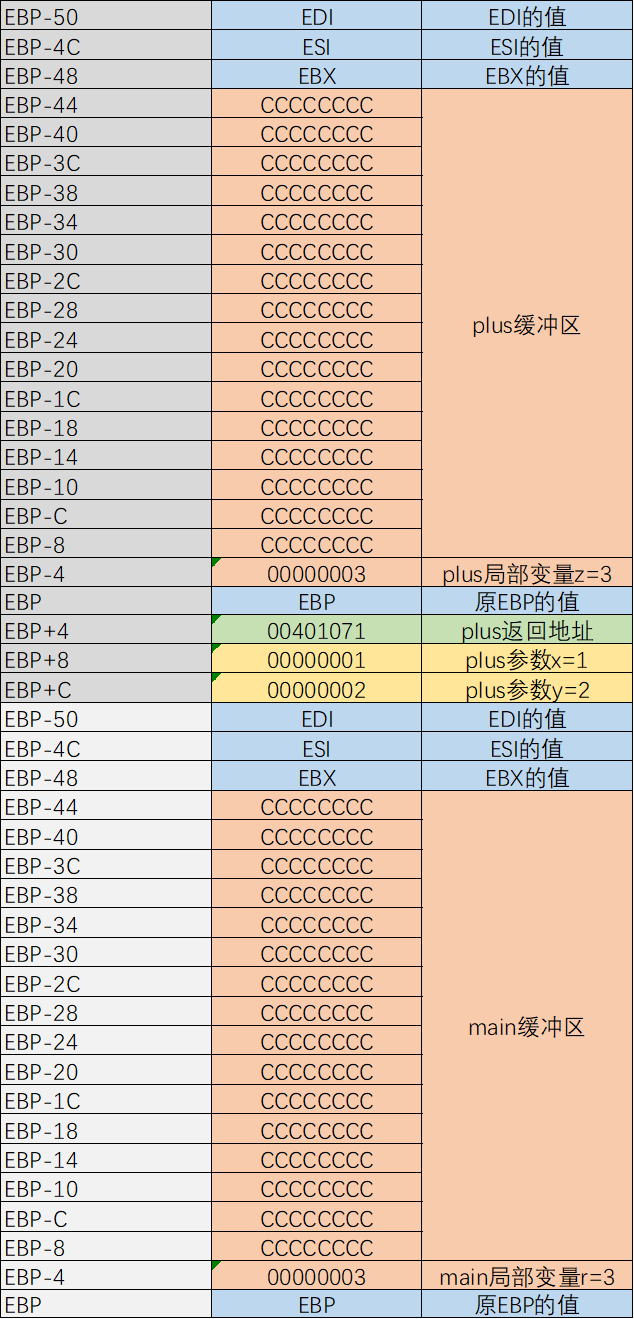 EBP-50 EDI EDI的值
EBP-4C ESI ESI的值
EBP-48 EBX EBX的值
EBP-44 CCCCCCCC
EBP-40 CCCCCCCC
EBP-3C CCCCCCCC
EBP-38 CCCCCCCC
EBP-34 CCCCCCCC
EBP-30 CCCCCCCC
EBP-2C CCCCCCCC
EBP-28 CCCCCCCC
plus缓冲区
EBP-24 CCCCCCCC
EBP-20 CCCCCCCC
EBP-1C CCCCCCCC
EBP-18 CCCCCCCC
EBP-14 CCCCCCCC
EBP-10 CCCCCCCC
EBP-C CCCCCCCC
EBP-8 CCCCCCCC
EBP-4 00000003 plus局部变量z=3
EBP EBP 原EBP的值
EBP+4 00401071 plus返回地址
EBP+8 00000001 plus参数x=1
EBP+C 00000002 plus参数y=2
EBP-50 EDI EDI的值
EBP-4C ESI ESI的值
EBP-48 EBX EBX的值
EBP-44 CCCCCCCC
EBP-40 CCCCCCCC
EBP-3C CCCCCCCC
EBP-38 CCCCCCCC
EBP-34 CCCCCCCC
EBP-30 CCCCCCCC
EBP-2C CCCCCCCC
EBP-28 CCCCCCCC
main缓冲区
EBP-24 CCCCCCCC
EBP-20 CCCCCCCC
EBP-1C CCCCCCCC
EBP-18 CCCCCCCC
EBP-14 CCCCCCCC
EBP-10 CCCCCCCC
EBP-C CCCCCCCC
EBP-8 CCCCCCCC
EBP-4 00000003 main局部变量r=3
EBP EBP 原EBP的值